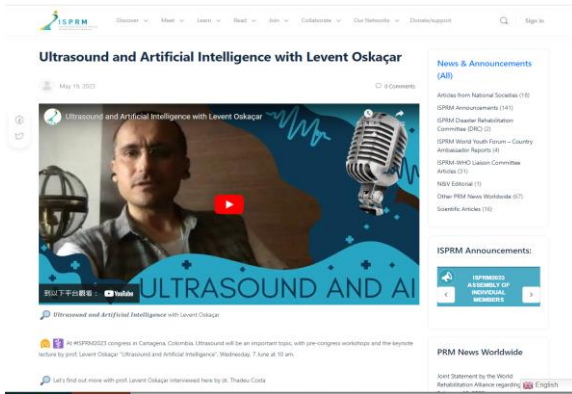 ISPRM
Discover
Meet
Learn
Read
Join
Collaborate
Our Networks
Donate/support
Sign in
Ultrasound and Artificial Intelligence with Levent Oskaçar
May 19, 2023
0 Comments
Ultrasound and Artificial Intelligence with Levent Oskaçar
到以下平台觀看： YouTube
ULTRASOUND AND AI
Ultrasound and Artificial Intelligence with Levent Oskaçar
At #ISPRM2023 congress in Cartagena, Colombia. Ultrasound will be an important topic, with pre-congress workshops and the keynote
lecture by prof. Levent Oskaçar "Ultrasound and Artificial Intelligence". Wednesday, 7 June at 10 am.
Let's find out more with prof. Levent Oskaçar interviewed here by dr. Thadeu Costa
News & Announcements
(All)
Articles from National Societies (18)
ISPRM Announcements (141)
ISPRM Disaster Rehabilitation
Committee (DRC) (2)
ISPRM World Youth Forum – Country
Ambassador Reports (4)
ISPRM-WHO Liaison Committee
Articles (31)
NI&V Editorial (1)
Other PRM News Worldwide (67)
Scientific Articles (16)
ISPRM Announcements:
ISPRM2023
ASSEMBLY OF
INDIVIDUAL
MEMBERS
PRM News Worldwide
Joint Statement by the World
Rehabilitation Alliance regarding
English